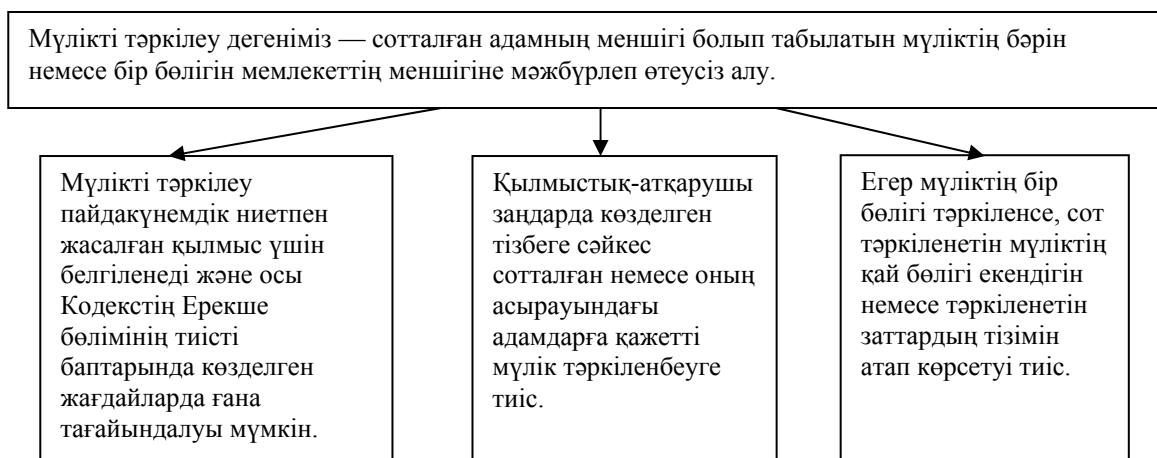 Мүлікті тәркілеу дегеніміз — сотталған адамның меншігі болып табылатын мүліктің бәрін
немесе бір бөлігін мемлекеттің меншігіне мәжбүрлеп өтеусіз алу.
Мүлікті тәркілеу
пайдакүнемдік ниетпен
жасалған қылмыс үшін
белгіленеді және осы
Кодекстің Ерекше
бөлімінің тиісті
баптарында көзделген
жағдайларда ғана
тағайындалуы мүмкін.
Қылмыстық-атқарушы
заңдарда көзделген
тізбеге сәйкес
сотталған немесе оның
асырауындағы
адамдарға қажетті
мүлік тәркіленбеуге
тиіс.
Егер мүліктің бір
бөлігі тәркіленсе, сот
тәркіленетін мүліктің
қай бөлігі екендігін
немесе тәркіленетін
заттардың тізімін
атап көрсетуі тиіс.